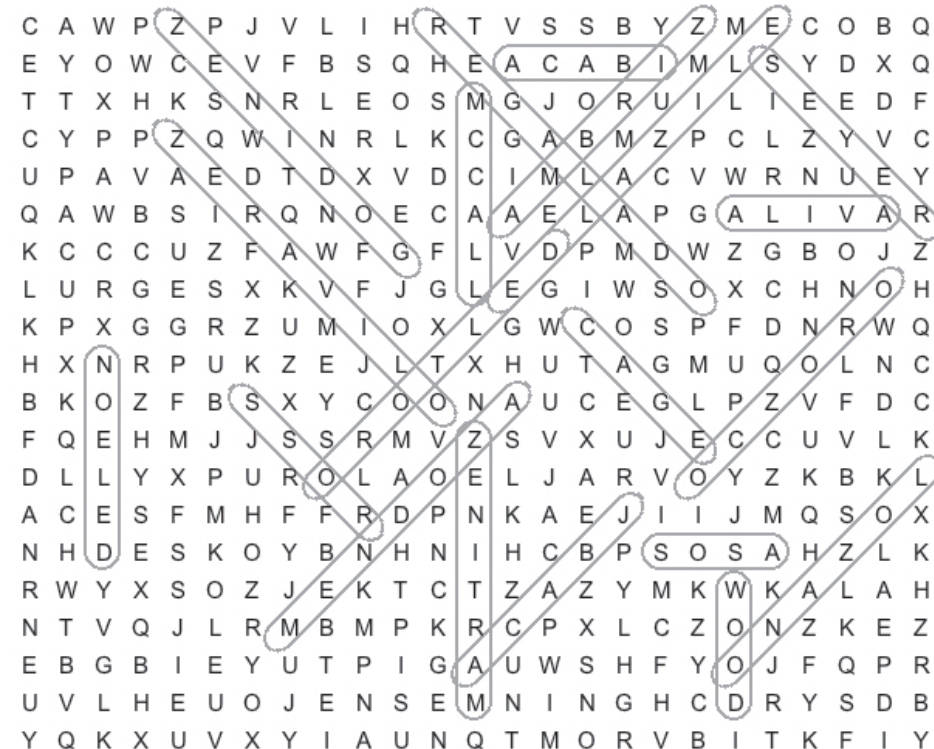 C A W P Z P J V L I H R T V S S B Y Z M E C O B Q
E Y O W C E V F B S Q H E A C A B I M L S Y D X Q
T T X H K S N R L E O S M G J O R U I L I E E D F
C Y P P Z Q W I N R L K C G A B M Z P C L Z Y V C
U P A V A E D T D X V D C I M L A C V W R N U E Y
Q A W B S I R Q N O E C A A E L A P G A L I V A R
K C C C U Z F A W F G F L V D P M D W Z G B O J Z
L U R G E S X K V F J G L E G I W S O X C H N O H
K P X G G R Z U M I O X L G W C O S P F D N R W Q
H X N R P U K Z E J L T X H U T A G M U Q O L N C
B K O Z F B S X Y C O O N A U C E G L P Z V F D C
F Q E H M J J S S R M V Z S V X U J E C C U V L K
D L L Y X P U R O L A O E L J A R V O Y Z K B K L
A C E S F M H F F R D P N K A E J I I J M Q S O X
N H D E S K O Y B N H N I H C B P S O S A H Z L K
R W Y X S O Z J E K T C T Z A Z Y M K W K A L A H
N T V Q J L R M B M P K R C P X L C Z O N Z K E Z
E B G B I E Y U T P I G A U W S H F Y O J F Q P R
U V L H E U O J E N S E M N I N G H C D R Y S D B
Y Q K X U V X Y I A U N Q T M O R V B I T K F I Y